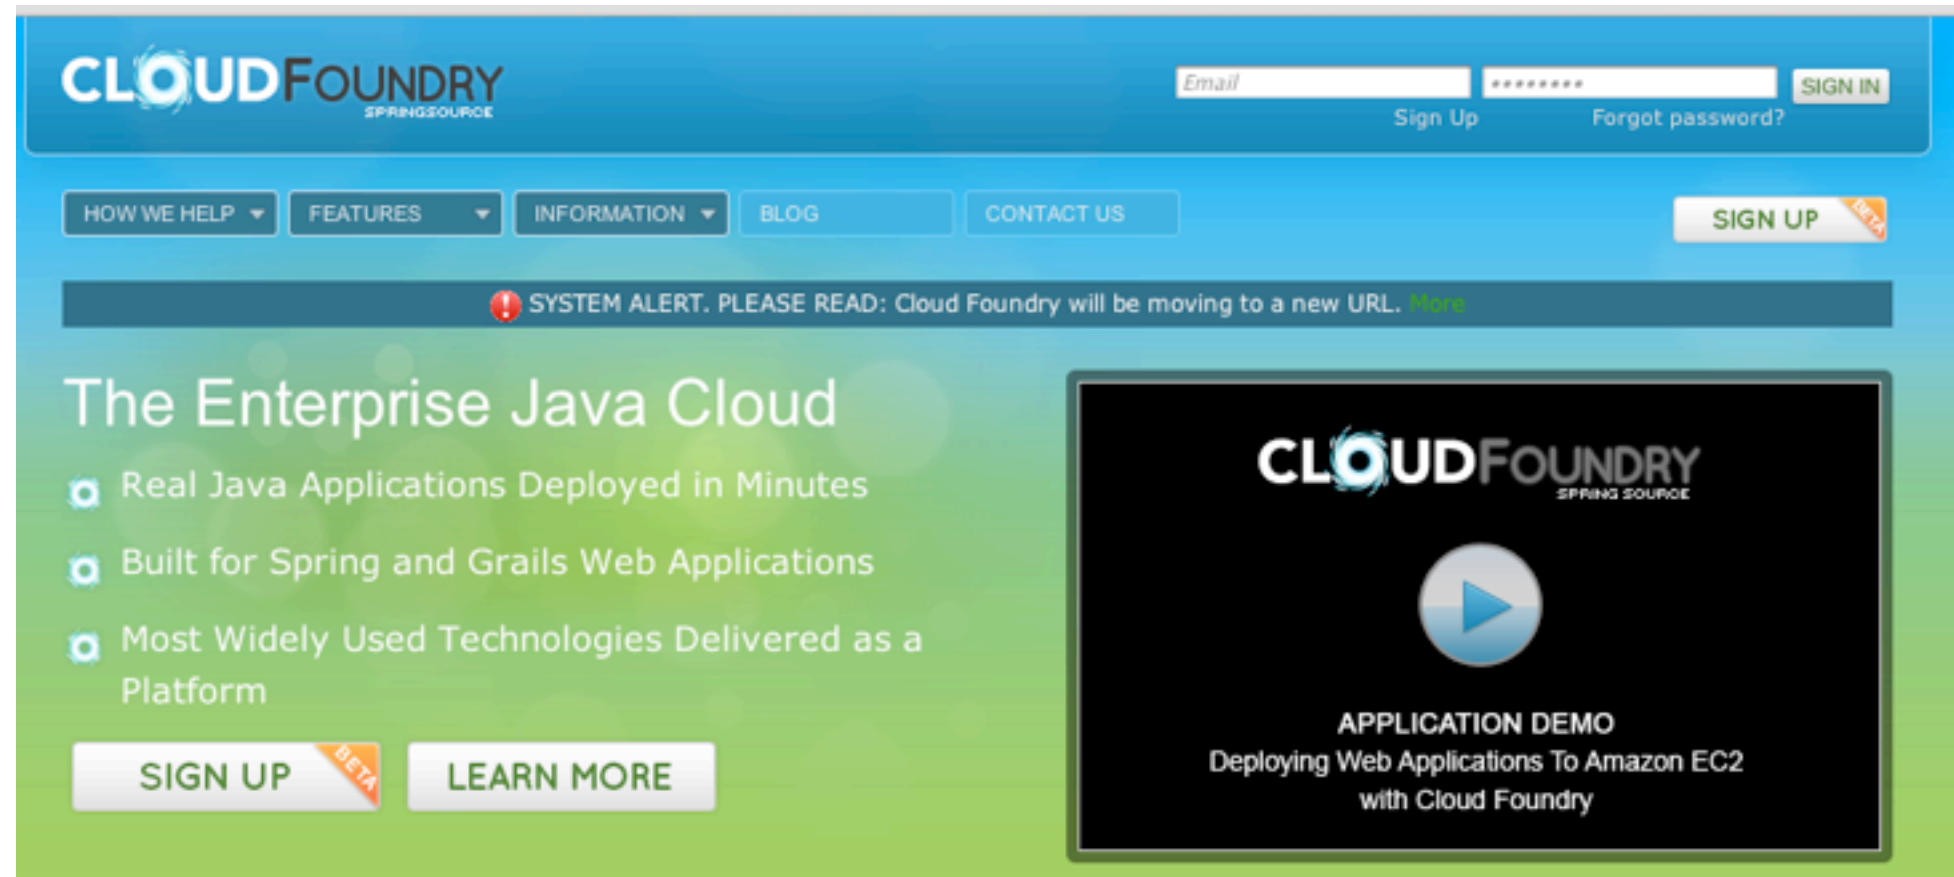 CLOUDFOUNDRY
SPRINGSOURCE
Email
********
SIGN IN
Sign Up
Forgot password?
HOW WE HELP
FEATURES
INFORMATION
BLOG
CONTACT US
SIGN UP
BETA
SYSTEM ALERT. PLEASE READ: Cloud Foundry will be moving to a new URL. More
The Enterprise Java Cloud
Real Java Applications Deployed in Minutes
Built for Spring and Grails Web Applications
Most Widely Used Technologies Delivered as a
Platform
SIGN UP
BETA
LEARN MORE
CLOUDFOUNDRY
SPRING SOURCE
APPLICATION DEMO
Deploying Web Applications To Amazon EC2
with Cloud Foundry